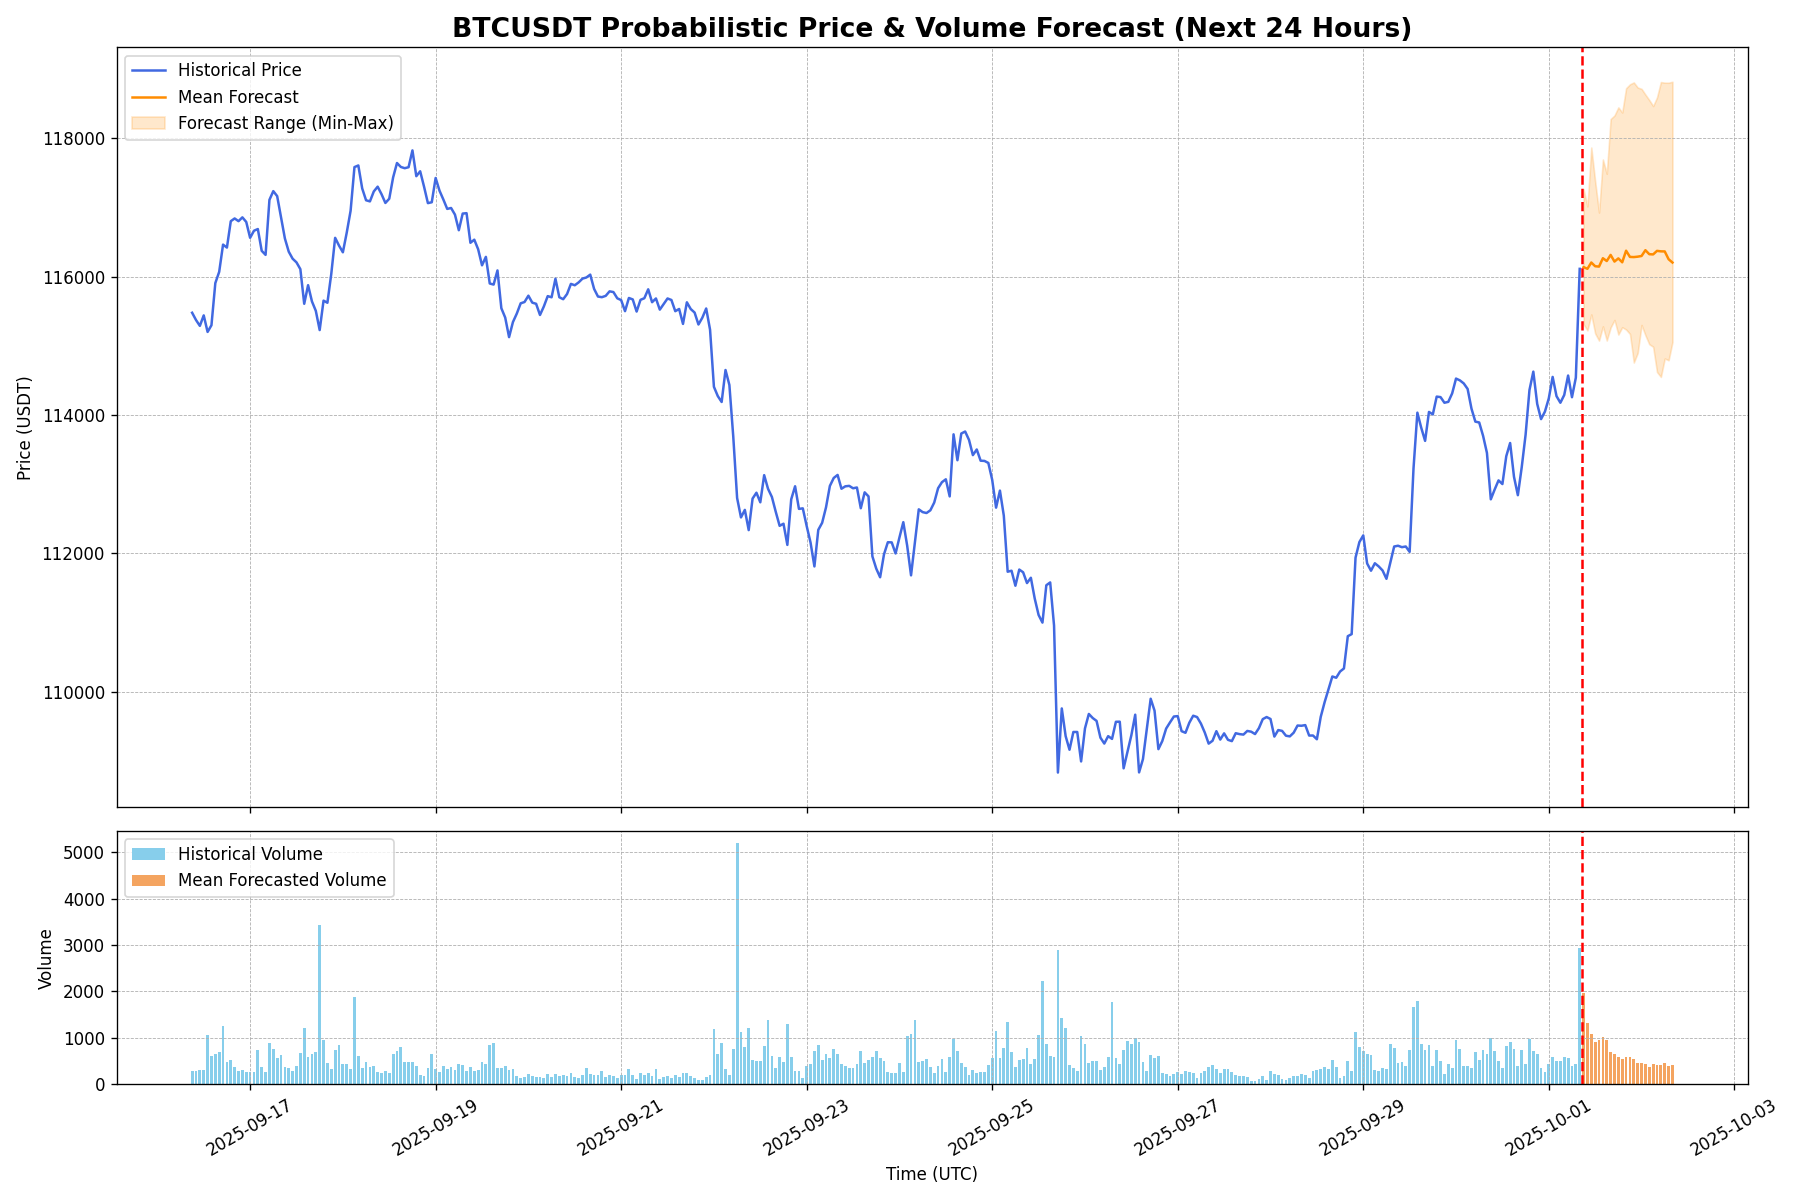 BTCUSDT Probabilistic Price & Volume Forecast (Next 24 Hours)
Historical Price
Mean Forecast
Forecast Range (Min-Max)
118000
116000
114000
112000
110000
Price (USDT)
Historical Volume
Mean Forecasted Volume
5000
4000
3000
2000
1000
0
Volume
2025-09-17
2025-09-19
2025-09-21
2025-09-23
2025-09-25
2025-09-27
2025-09-29
2025-10-01
2025-10-03
Time (UTC)